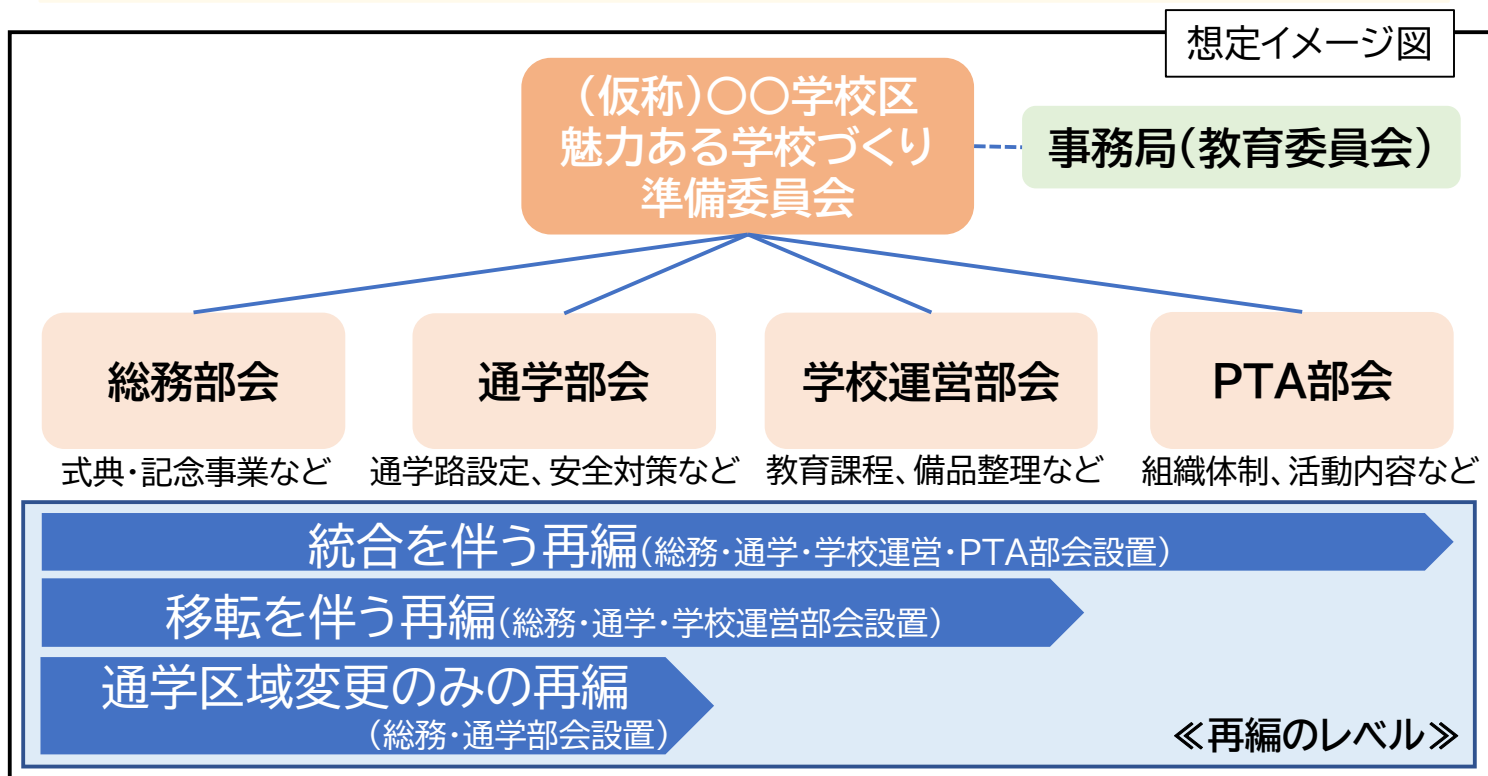 想定イメージ図
(仮称)〇〇学校区
魅力ある学校づくり
準備委員会
事務局(教育委員会)
総務部会
通学部会
学校運営部会
PTA部会
式典・記念事業など
通学路設定、安全対策など
教育課程、備品整理など
組織体制、活動内容など
統合を伴う再編(総務・通学・学校運営・PTA部会設置)
移転を伴う再編(総務・通学・学校運営部会設置)
通学区域変更のみの再編
(総務・通学部会設置)
≪再編のレベル≫